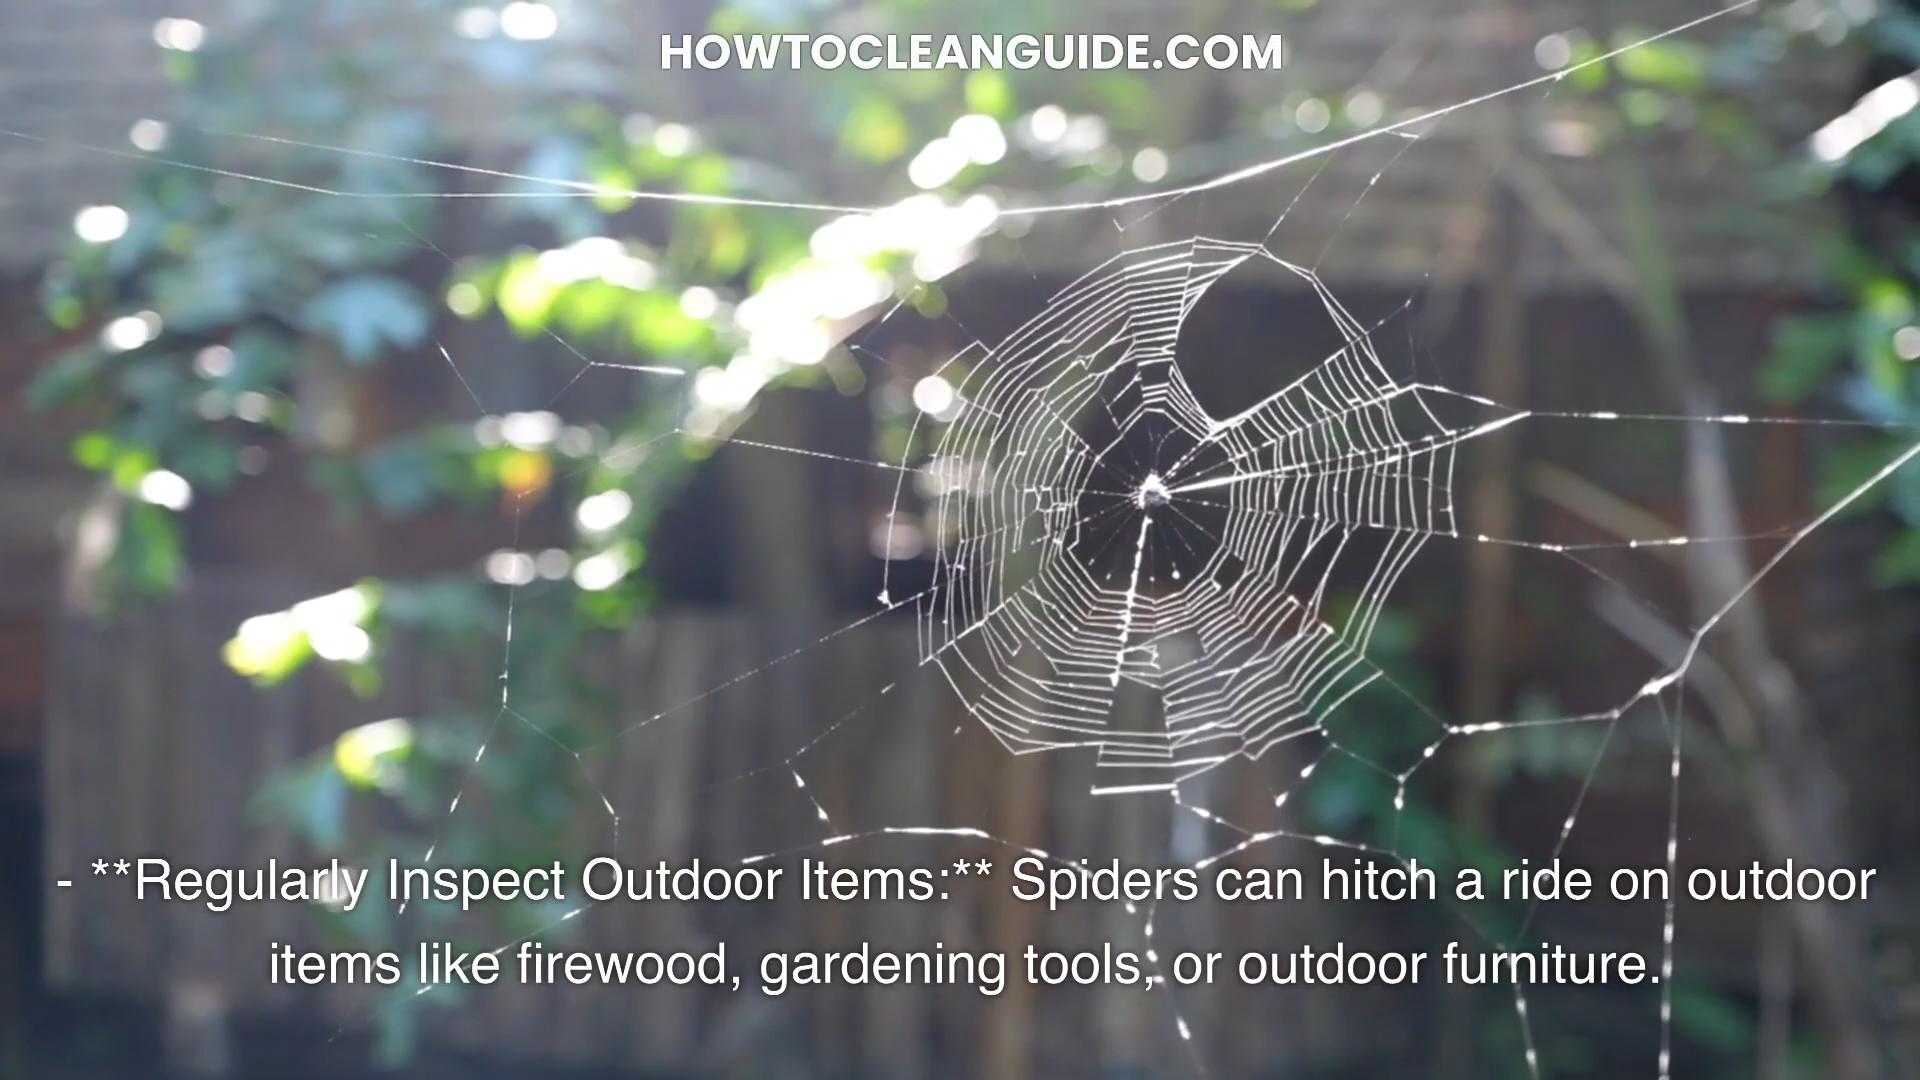 HOWTOCLEANGUIDE.COM
- **Regularly Inspect Outdoor Items:** Spiders can hitch a ride on outdoor
items like firewood, gardening tools, or outdoor furniture.